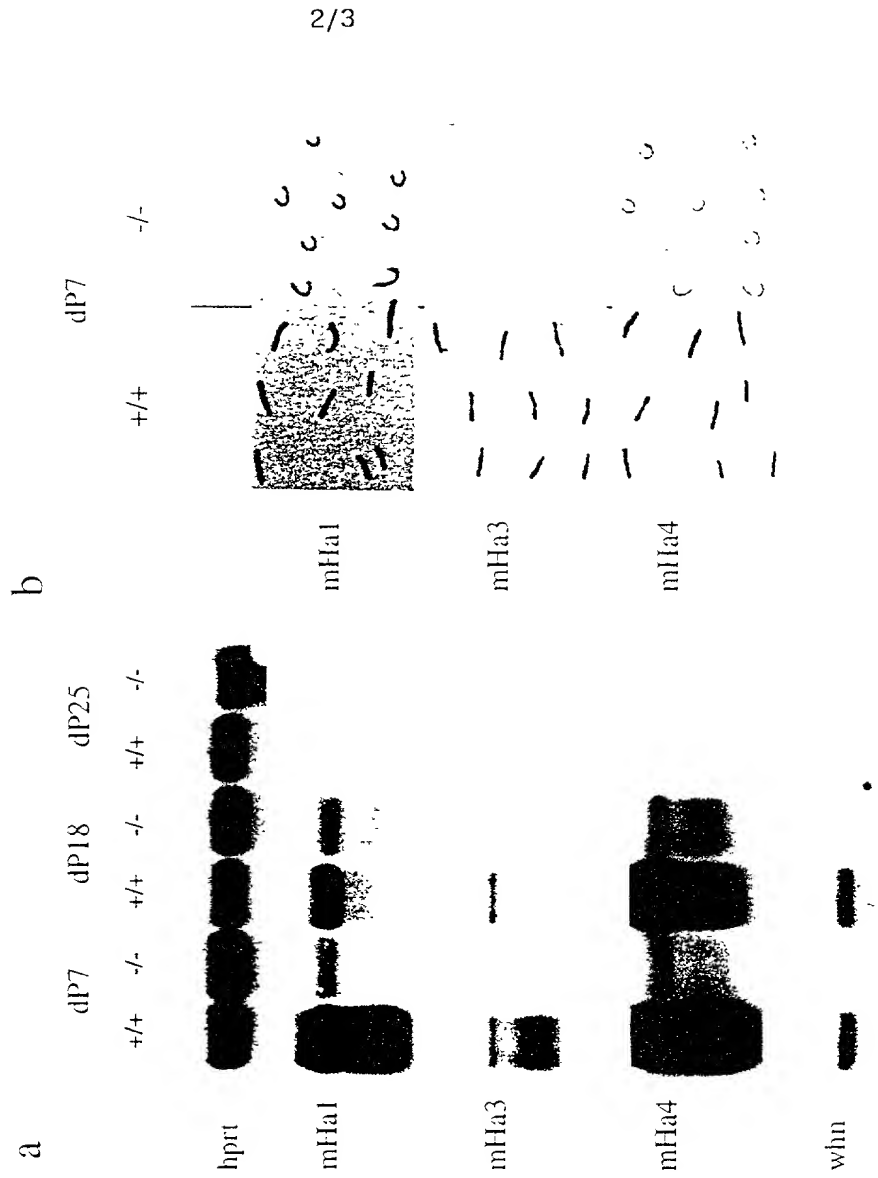 2/3
a
dP7 dP18 dP25
+/+ -/- +/+ -/- +/+ -/-
hprt
mHa1
mHa3
mHa4
whn
b
dP7
+/+ -/-
mHa1
mHa3
mHa4